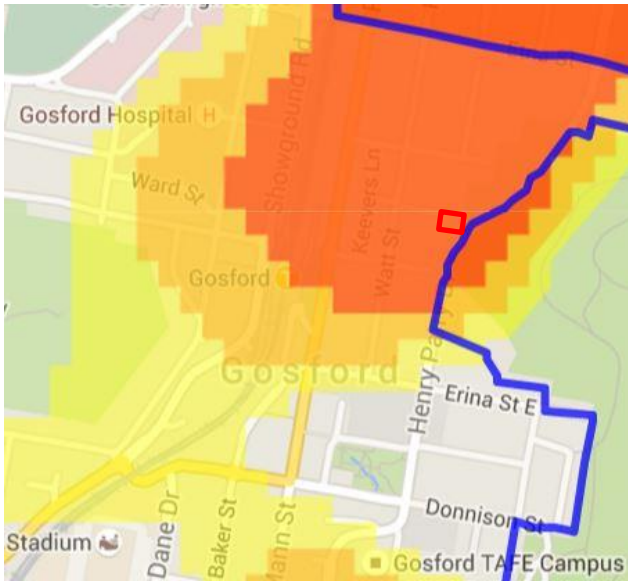 Gosford Hospital H
Showground Rd
Ward St
Keevers Ln
Watt St
Gosford
Gosford
Henry Parry
Erina St E
Donnison St
Mann St
Baker St
Dane Dr
Stadium
Gosford TAFE Campus